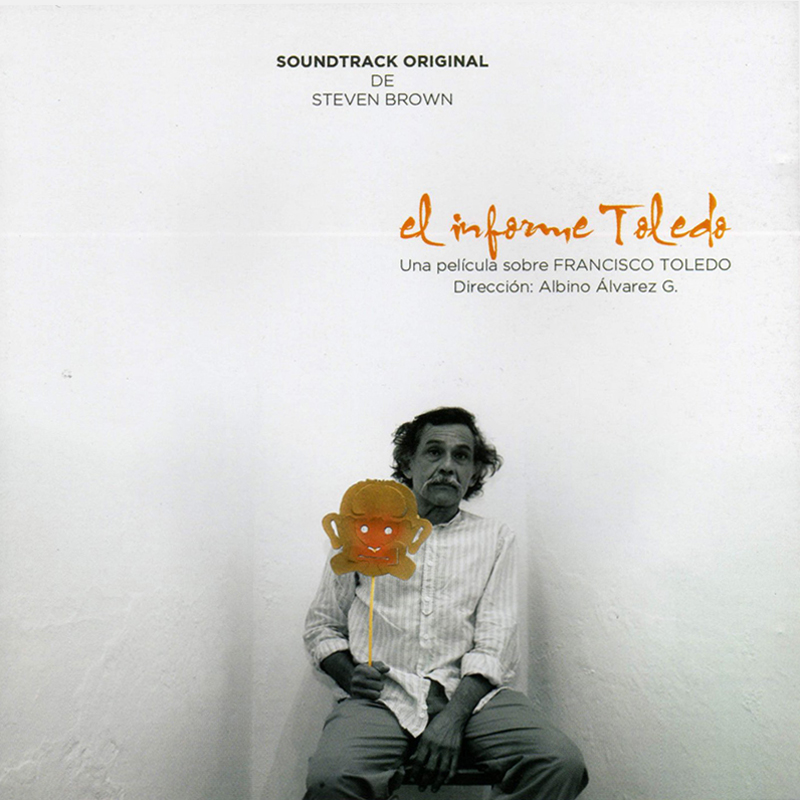 SOUNDTRACK ORIGINAL
DE
STEVEN BROWN
el informe Toledo
Una película sobre FRANCISCO TOLEDO
Dirección: Albino Álvarez G.